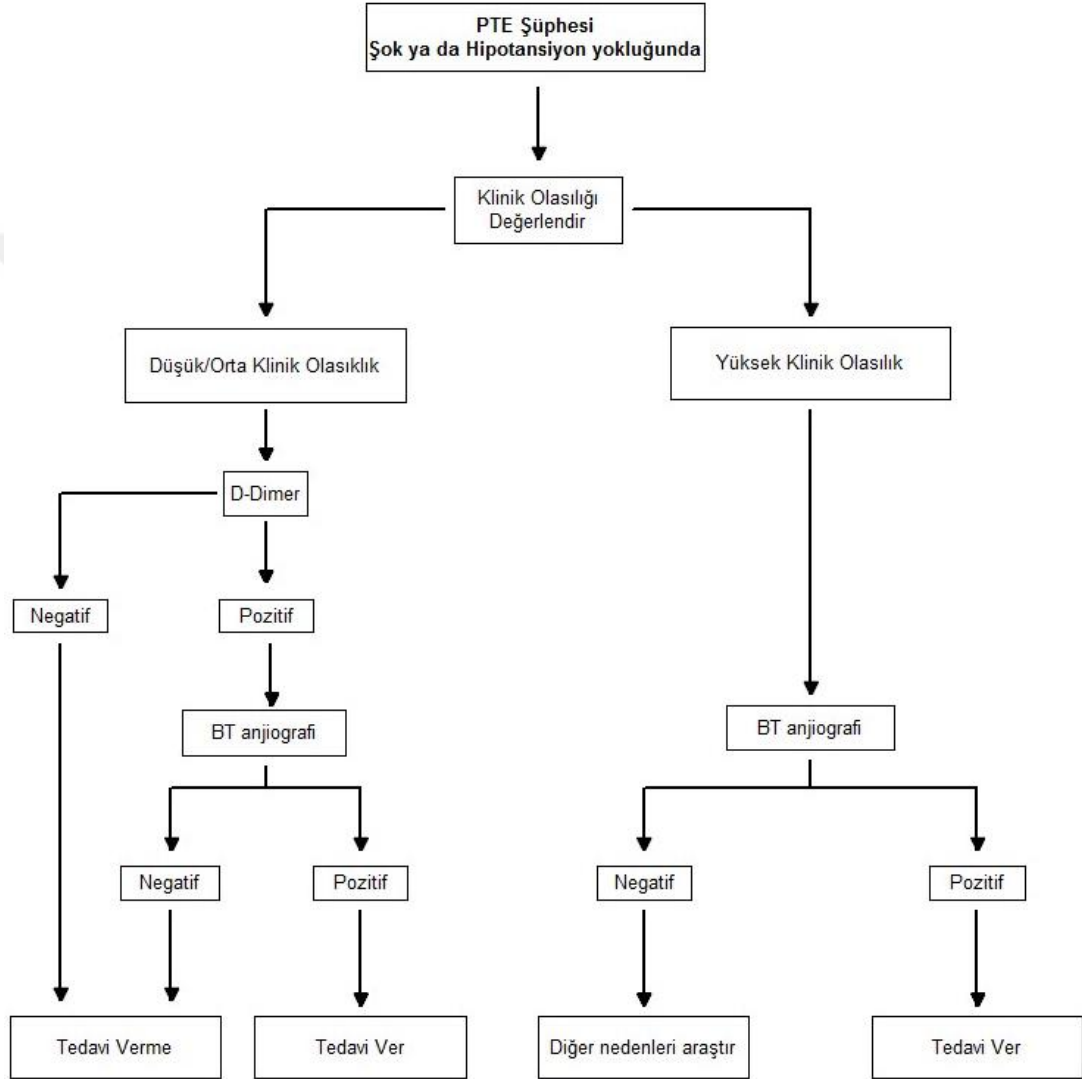 PTE Şüphesi
Şok ya da Hipotansiyon yokluğunda
Klinik Olasılığı
Değerlendir
Düşük/Orta Klinik Olasıklık
Yüksek Klinik Olasılık
D-Dimer
Negatif
Pozitif
BT anjiografi
BT anjiografi
Negatif
Pozitif
Negatif
Pozitif
Tedavi Verme
Tedavi Ver
Diğer nedenleri araştır
Tedavi Ver